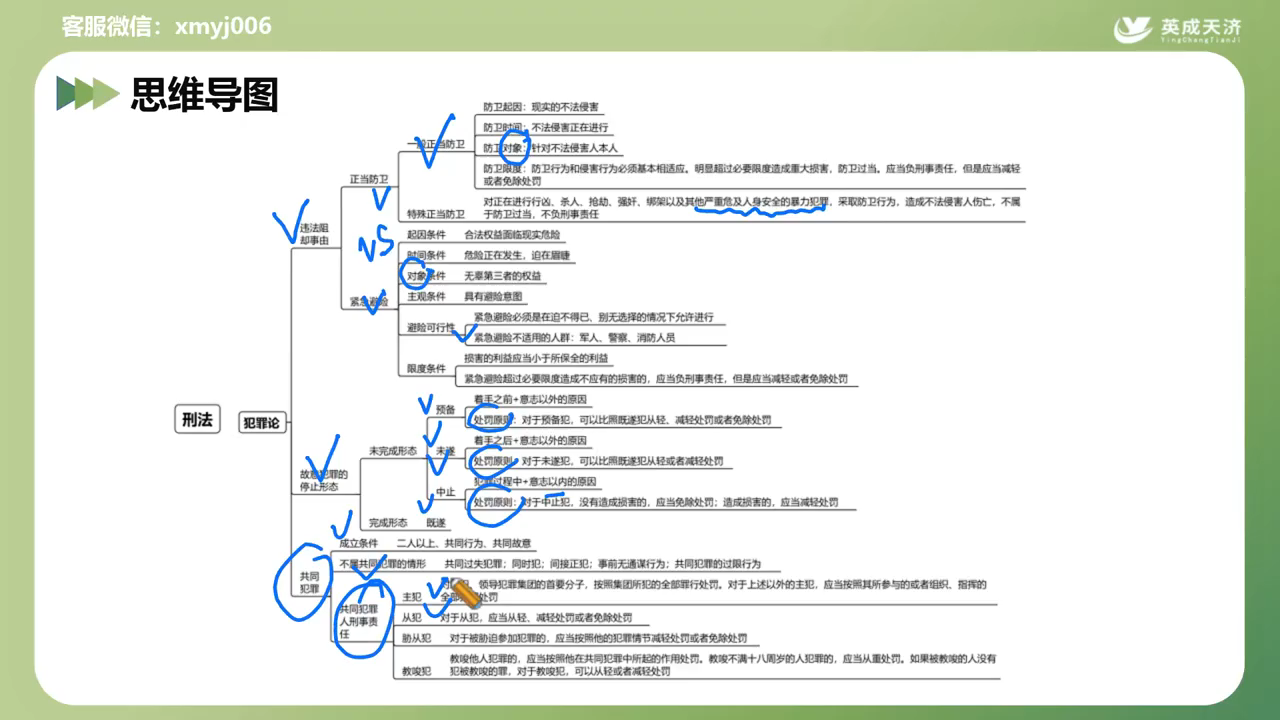 客服微信：xmyj006
英成天济
YingChengTianJi
思维导图
刑法
犯罪论
违法阻
却事由
正当防卫
一般正当防卫
防卫起因：现实的不法侵害
防卫时间：不法侵害正在进行
防卫对象：针对不法侵害人本人
防卫限度：防卫行为和侵害行为必须基本相适应。明显超过必要限度造成重大损害，防卫过当。应当负刑事责任，但是应当减轻
或者免除处罚
特殊正当防卫
对正在进行行凶、杀人、抢劫、强奸、绑架以及其他严重危及人身安全的暴力犯罪，采取防卫行为，造成不法侵害人伤亡，不属
于防卫过当，不负刑事责任
VS
紧急避险
起因条件 合法权益面临现实危险
时间条件 危险正在发生，迫在眉睫
对象条件 无辜第三者的权益
主观条件 具有避险意图
避险可行性
紧急避险必须是在迫不得已、别无选择的情况下允许进行
紧急避险不适用的人群：军人、警察、消防人员
限度条件
损害的利益应当小于所保全的利益
紧急避险超过必要限度造成不应有的损害的，应当负刑事责任，但是应当减轻或者免除处罚
故意犯罪的
停止形态
未完成形态
预备
着手之前+意志以外的原因
处罚原则：对于预备犯，可以比照既遂犯从轻、减轻处罚或者免除处罚
未遂
着手之后+意志以外的原因
处罚原则：对于未遂犯，可以比照既遂犯从轻或者减轻处罚
中止
犯罪过程中+意志以内的原因
处罚原则：对于中止犯，没有造成损害的，应当免除处罚；造成损害的，应当减轻处罚
完成形态 既遂
共同
犯罪
成立条件 二人以上、共同行为、共同故意
不属共同犯罪的情形 共同过失犯罪；同时犯；间接正犯；事前无通谋行为；共同犯罪的过限行为
共同犯罪
人刑事责
任
主犯
领导犯罪集团的首要分子，按照集团所犯的全部罪行处罚。对于上述以外的主犯，应当按照其所参与的或者组织、指挥的
全部 处罚
从犯 对于从犯，应当从轻、减轻处罚或者免除处罚
胁从犯 对于被胁迫参加犯罪的，应当按照他的犯罪情节减轻处罚或者免除处罚
教唆犯
教唆他人犯罪的，应当按照他在共同犯罪中所起的作用处罚。教唆不满十八周岁的人犯罪的，应当从重处罚。如果被教唆的人没有
犯被教唆的罪，对于教唆犯，可以从轻或者减轻处罚